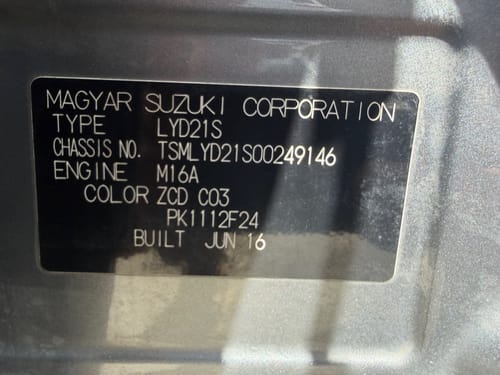 MAGYAR SUZUKI CORPORATION
TYPE LYD21S
CHASSIS NO. TSMLYD21S00249146
ENGINE M16A
COLOR ZCD C03
PK1112F24
BUILT JUN 16